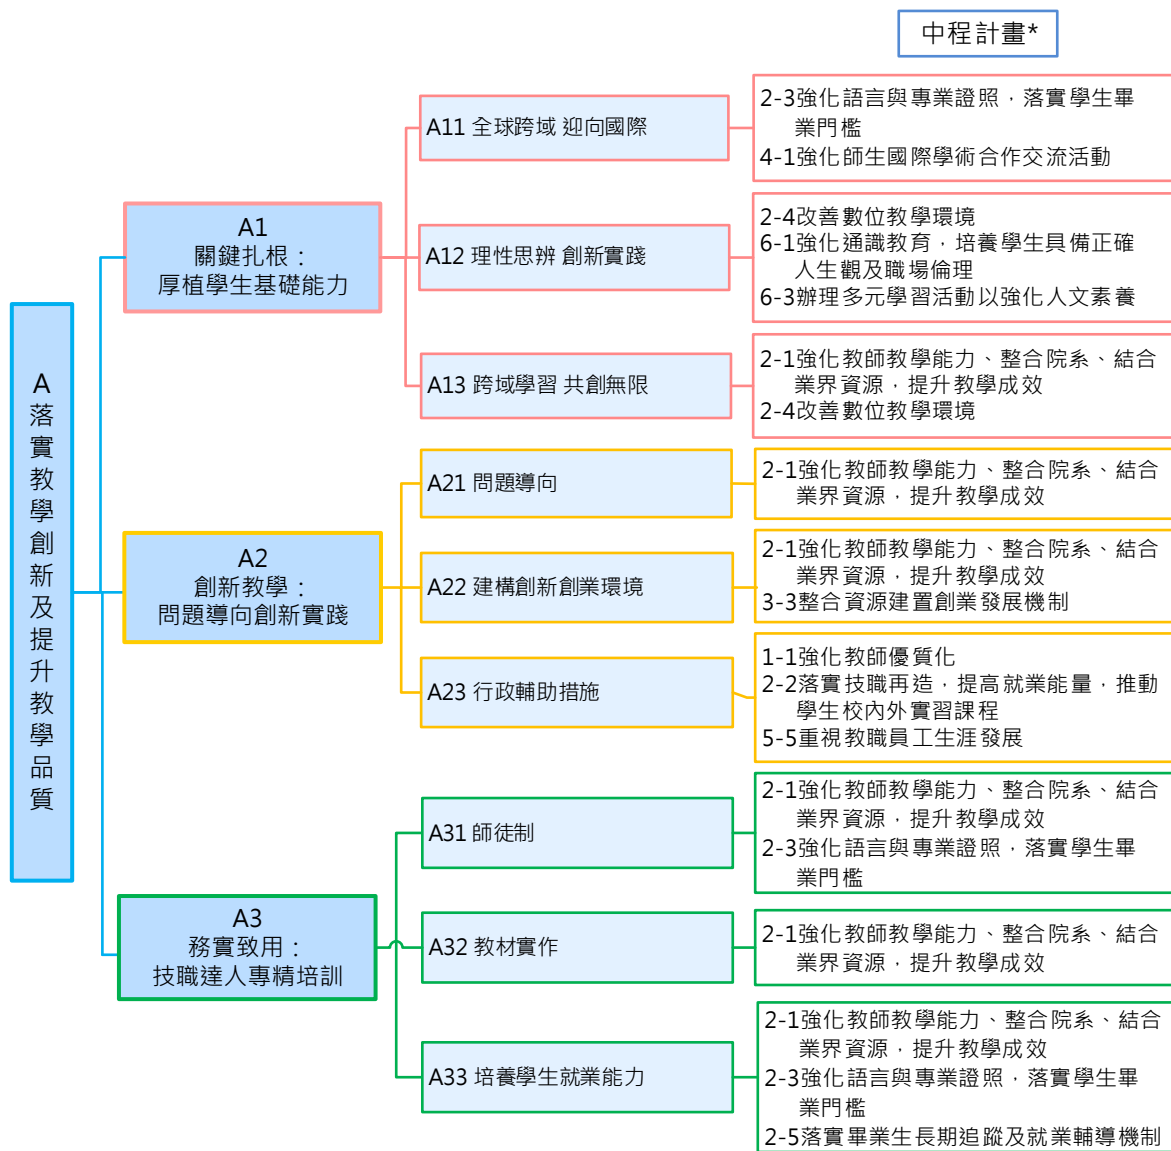 中程計畫*
A
落實教學創新及提升教學品質
A1
關鍵扎根：
厚植學生基礎能力
A11 全球跨域 迎向國際
2-3強化語言與專業證照，落實學生畢
業門檻
4-1強化師生國際學術合作交流活動
A12 理性思辨 創新實踐
2-4改善數位教學環境
6-1強化通識教育，培養學生具備正確
人生觀及職場倫理
6-3辦理多元學習活動以強化人文素養
A13 跨域學習 共創無限
2-1強化教師教學能力、整合院系、結合
業界資源，提升教學成效
2-4改善數位教學環境
A2
創新教學：
問題導向創新實踐
A21 問題導向
2-1強化教師教學能力、整合院系、結合
業界資源，提升教學成效
A22 建構創新創業環境
2-1強化教師教學能力、整合院系、結合
業界資源，提升教學成效
3-3整合資源建置創業發展機制
A23 行政輔助措施
1-1強化教師優質化
2-2落實技職再造，提高就業能量，推動
學生校內外實習課程
5-5重視教職員工生涯發展
A3
務實致用：
技職達人專精培訓
A31 師徒制
2-1強化教師教學能力、整合院系、結合
業界資源，提升教學成效
2-3強化語言與專業證照，落實學生畢
業門檻
A32 教材實作
2-1強化教師教學能力、整合院系、結合
業界資源，提升教學成效
A33 培養學生就業能力
2-1強化教師教學能力、整合院系、結合
業界資源，提升教學成效
2-3強化語言與專業證照，落實學生畢
業門檻
2-5落實畢業生長期追蹤及就業輔導機制